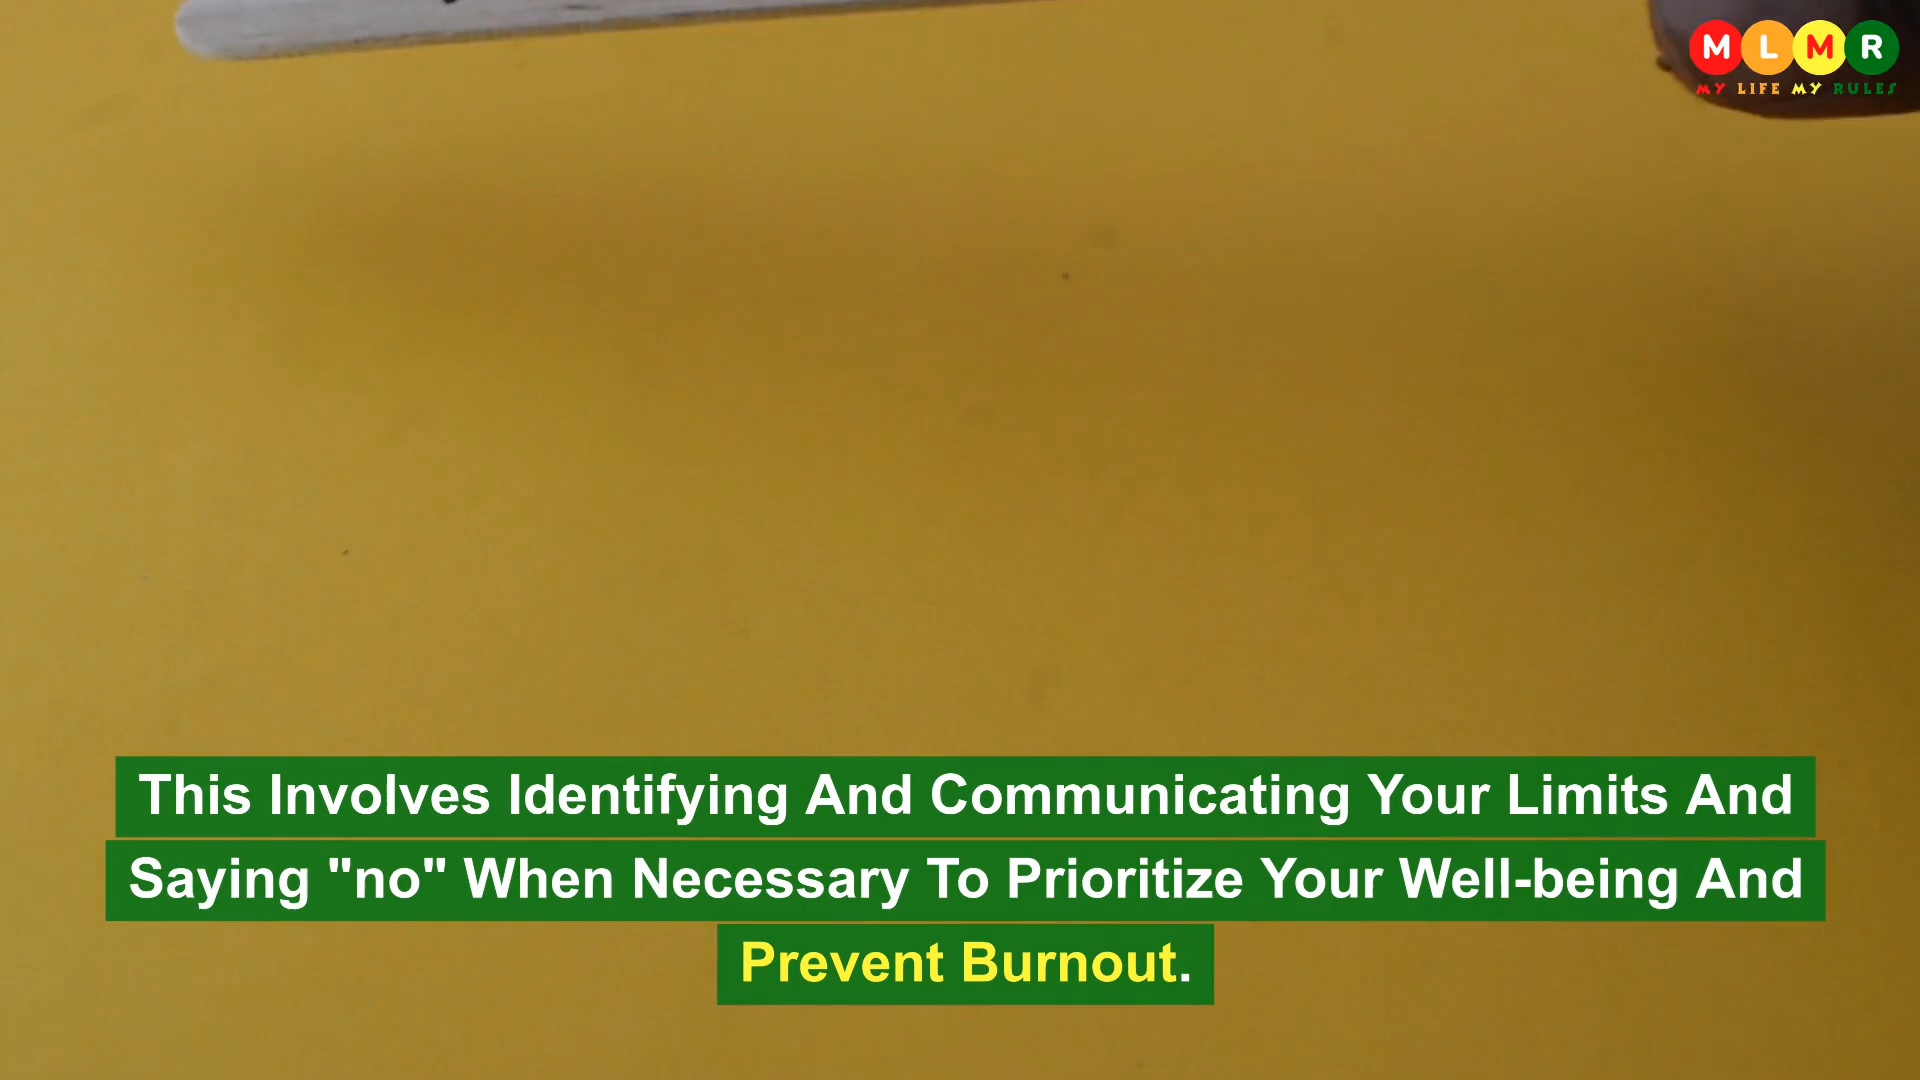 M L M R
MY LIFE MY RULES
This Involves Identifying And Communicating Your Limits And
Saying "no" When Necessary To Prioritize Your Well-being And
Prevent Burnout.